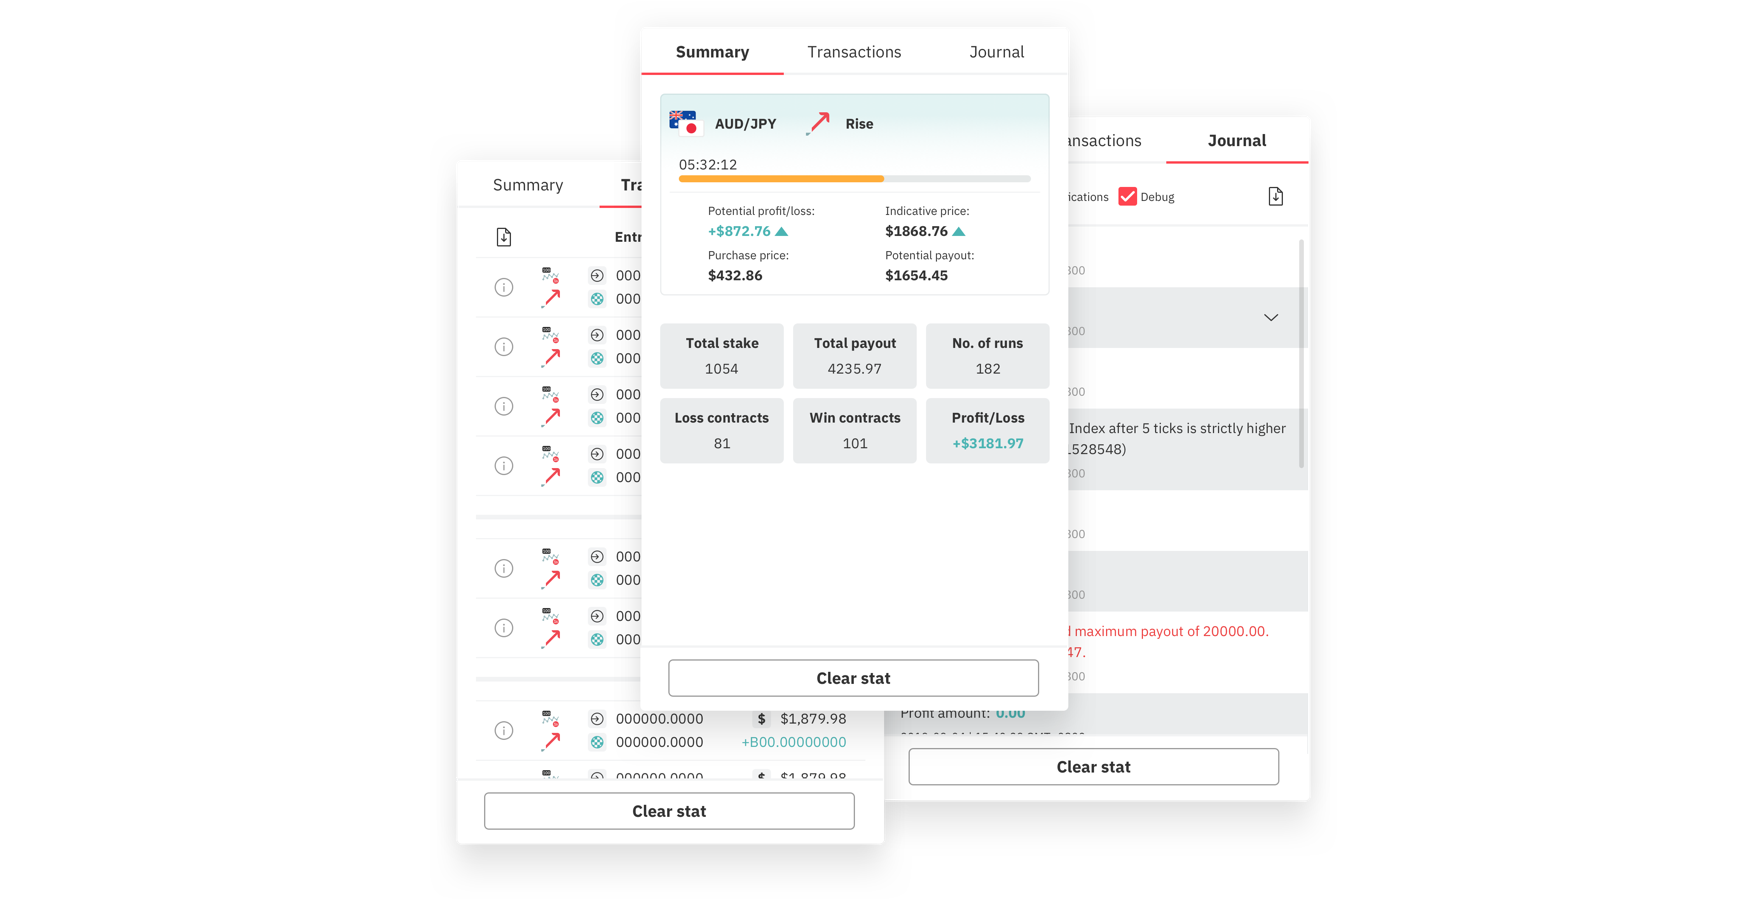 Summary
Transactions
Journal
AUD/JPY
Rise
05:32:12
Potential profit/loss:
Indicative price:
+$872.76
$1868.76
Purchase price:
Potential payout:
$432.86
$1654.45
Total stake
Total payout
No. of runs
1054
4235.97
182
Loss contracts
Win contracts
Profit/Loss
81
101
+$3181.97
Clear stat
Summary
Tra
Entr
000
000
000
000
000
000
000
000
000
000
000
000
000000.0000
$ $1,879.98
000000.0000
+B00.00000000
000000.0000
$ $1,879.98
Clear stat
ansactions
Journal
ications
Debug
300
300
300
Index after 5 ticks is strictly higher
1528548)
300
300
300
d maximum payout of 20000.00.
47.
300
Profit amount: 0.00
Clear stat